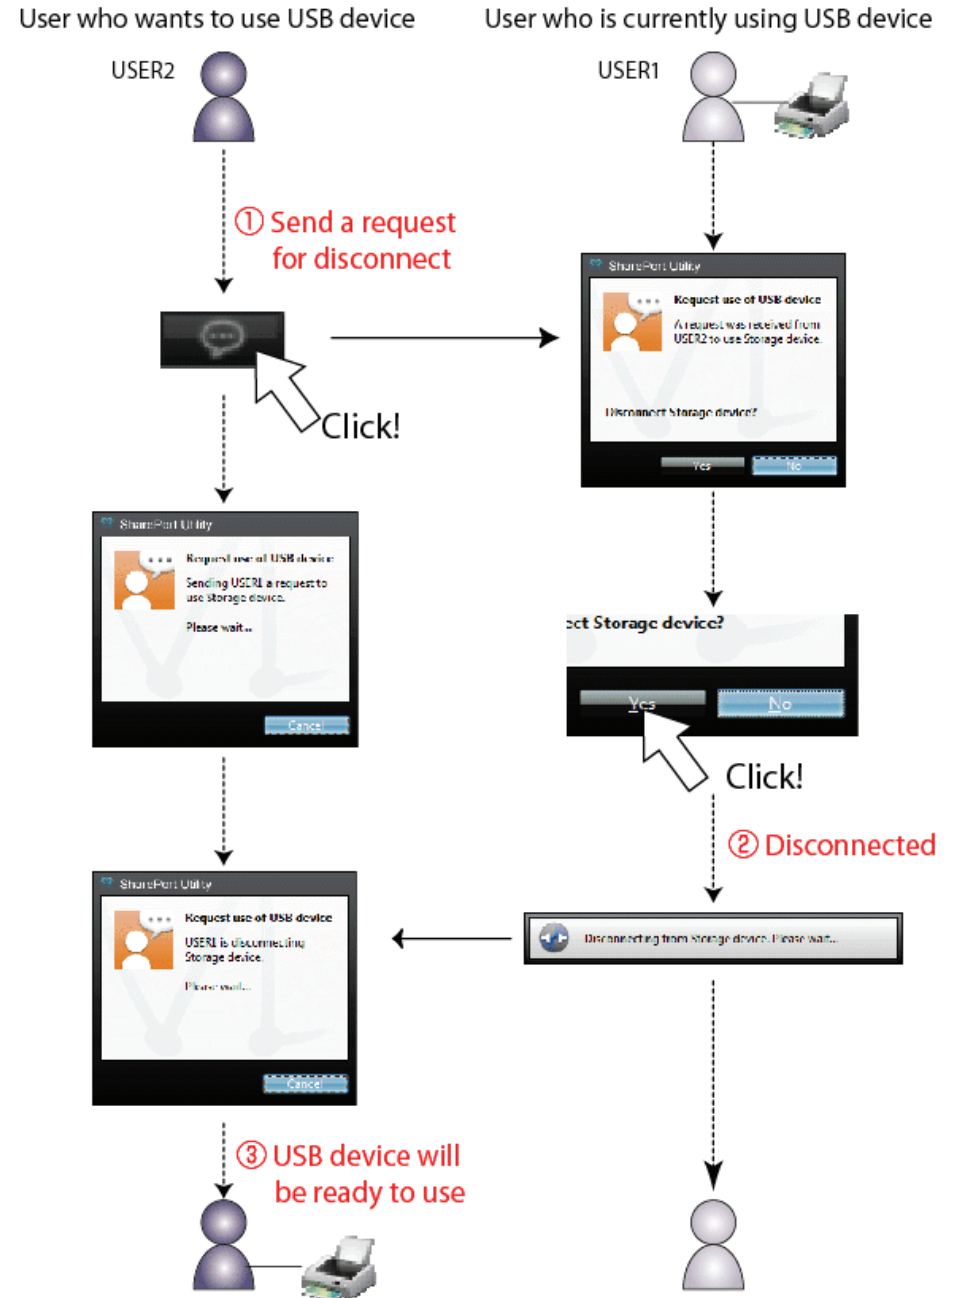 User who wants to use USB device
User who is currently using USB device
USER2
USER1
① Send a request
for disconnect
SharePort Utility
Request use of USB device
A request was received from
USER2 to use Storage device.
Disconnect Storage device?
Yes
No
Click!
SharePort Utility
Request use of USB device
Sending USER1 a request to
use Storage device.
Please wait...
Cancel
ect Storage device?
Yes
No
Click!
② Disconnected
SharePort Utility
Request use of USB device
USER1 is disconnecting
Storage device.
Please wait...
Cancel
Disconnecting from Storage device. Please wait...
③ USB device will
be ready to use